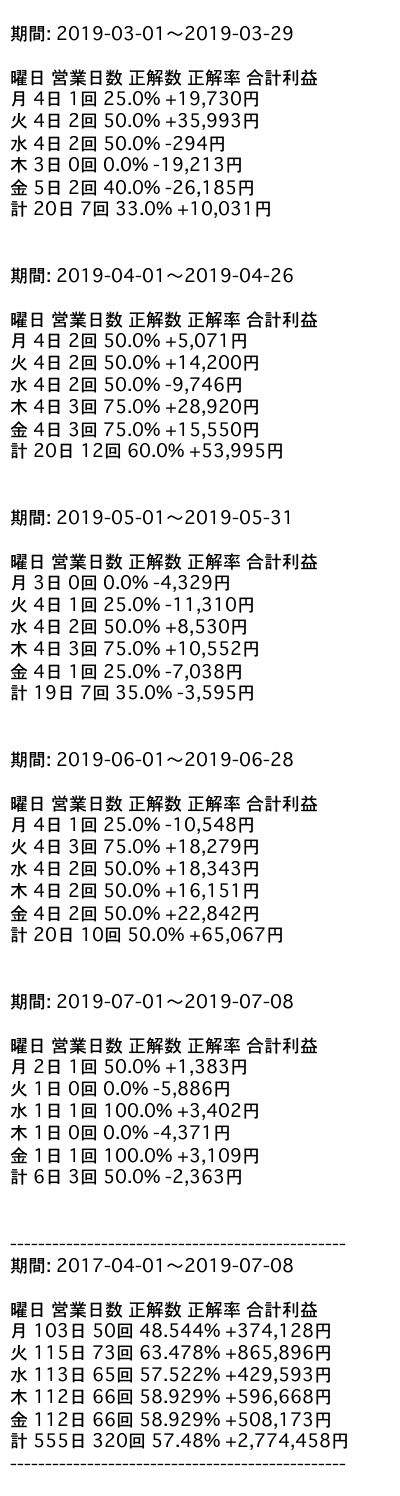 期間: 2019-03-01〜2019-03-29
曜日 営業日数 正解数 正解率 合計利益
月 4日 1回 25.0% +19,730円
火 4日 2回 50.0% +35,993円
水 4日 2回 50.0% -294円
木 3日 0回 0.0% -19,213円
金 5日 2回 40.0% -26,185円
計 20日 7回 33.0% +10,031円
期間: 2019-04-01〜2019-04-26
曜日 営業日数 正解数 正解率 合計利益
月 4日 2回 50.0% +5,071円
火 4日 2回 50.0% +14,200円
水 4日 2回 50.0% -9,746円
木 4日 3回 75.0% +28,920円
金 4日 3回 75.0% +15,550円
計 20日 12回 60.0% +53,995円
期間: 2019-05-01〜2019-05-31
曜日 営業日数 正解数 正解率 合計利益
月 3日 0回 0.0% -4,329円
火 4日 1回 25.0% -11,310円
水 4日 2回 50.0% +8,530円
木 4日 3回 75.0% +10,552円
金 4日 1回 25.0% -7,038円
計 19日 7回 35.0% -3,595円
期間: 2019-06-01〜2019-06-28
曜日 営業日数 正解数 正解率 合計利益
月 4日 1回 25.0% -10,548円
火 4日 3回 75.0% +18,279円
水 4日 2回 50.0% +18,343円
木 4日 2回 50.0% +16,151円
金 4日 2回 50.0% +22,842円
計 20日 10回 50.0% +65,067円
期間: 2019-07-01〜2019-07-08
曜日 営業日数 正解数 正解率 合計利益
月 2日 1回 50.0% +1,383円
火 1日 0回 0.0% -5,886円
水 1日 1回 100.0% +3,402円
木 1日 0回 0.0% -4,371円
金 1日 1回 100.0% +3,109円
計 6日 3回 50.0% -2,363円
------------------------------------------------
期間: 2017-04-01〜2019-07-08
曜日 営業日数 正解数 正解率 合計利益
月 103日 50回 48.544% +374,128円
火 115日 73回 63.478% +865,896円
水 113日 65回 57.522% +429,593円
木 112日 66回 58.929% +596,668円
金 112日 66回 58.929% +508,173円
計 555日 320回 57.48% +2,774,458円
------------------------------------------------